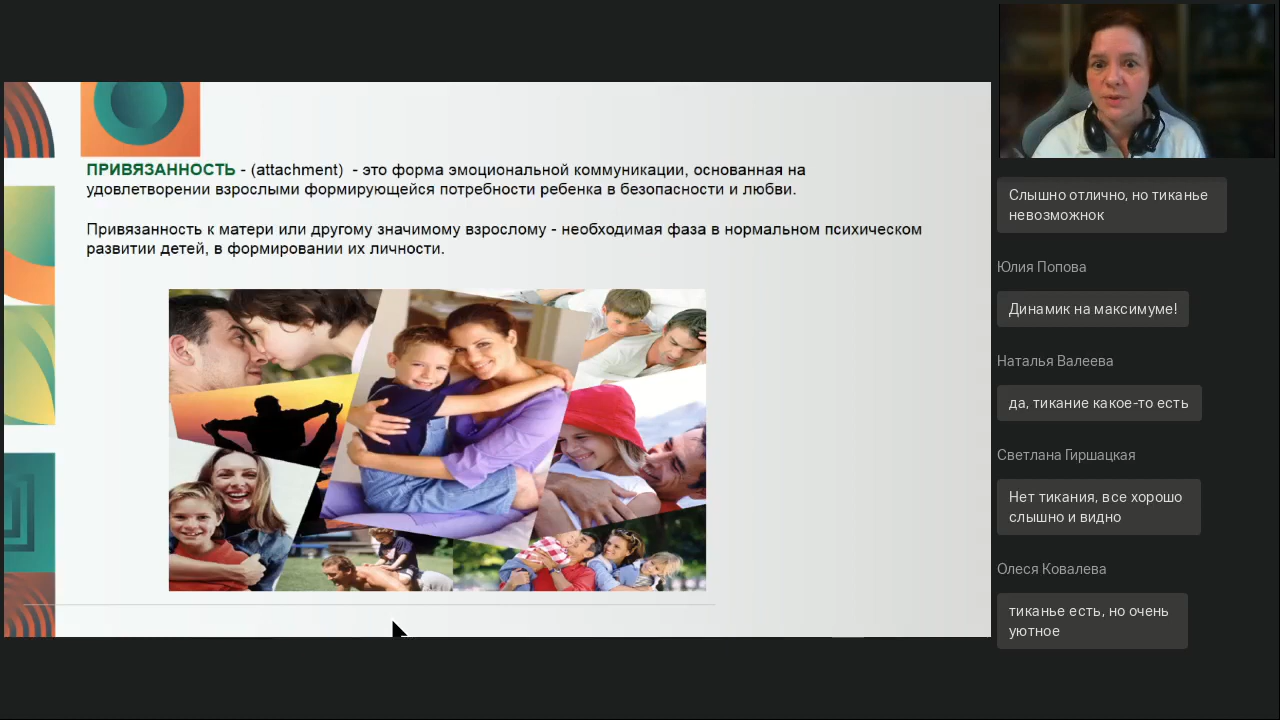 ПРИВЯЗАННОСТЬ - (attachment) - это форма эмоциональной коммуникации, основанная на
удовлетворении взрослыми формирующейся потребности ребенка в безопасности и любви.
Привязанность к матери или другому значимому взрослому - необходимая фаза в нормальном психическом
развитии детей, в формировании их личности.
Слышно отлично, но тиканье
невозможнок
Юлия Попова
Динамик на максимуме!
Наталья Валеева
да, тикание какое-то есть
Светлана Гиршацкая
Нет тикания, все хорошо
слышно и видно
Олеся Ковалева
тиканье есть, но очень
уютное